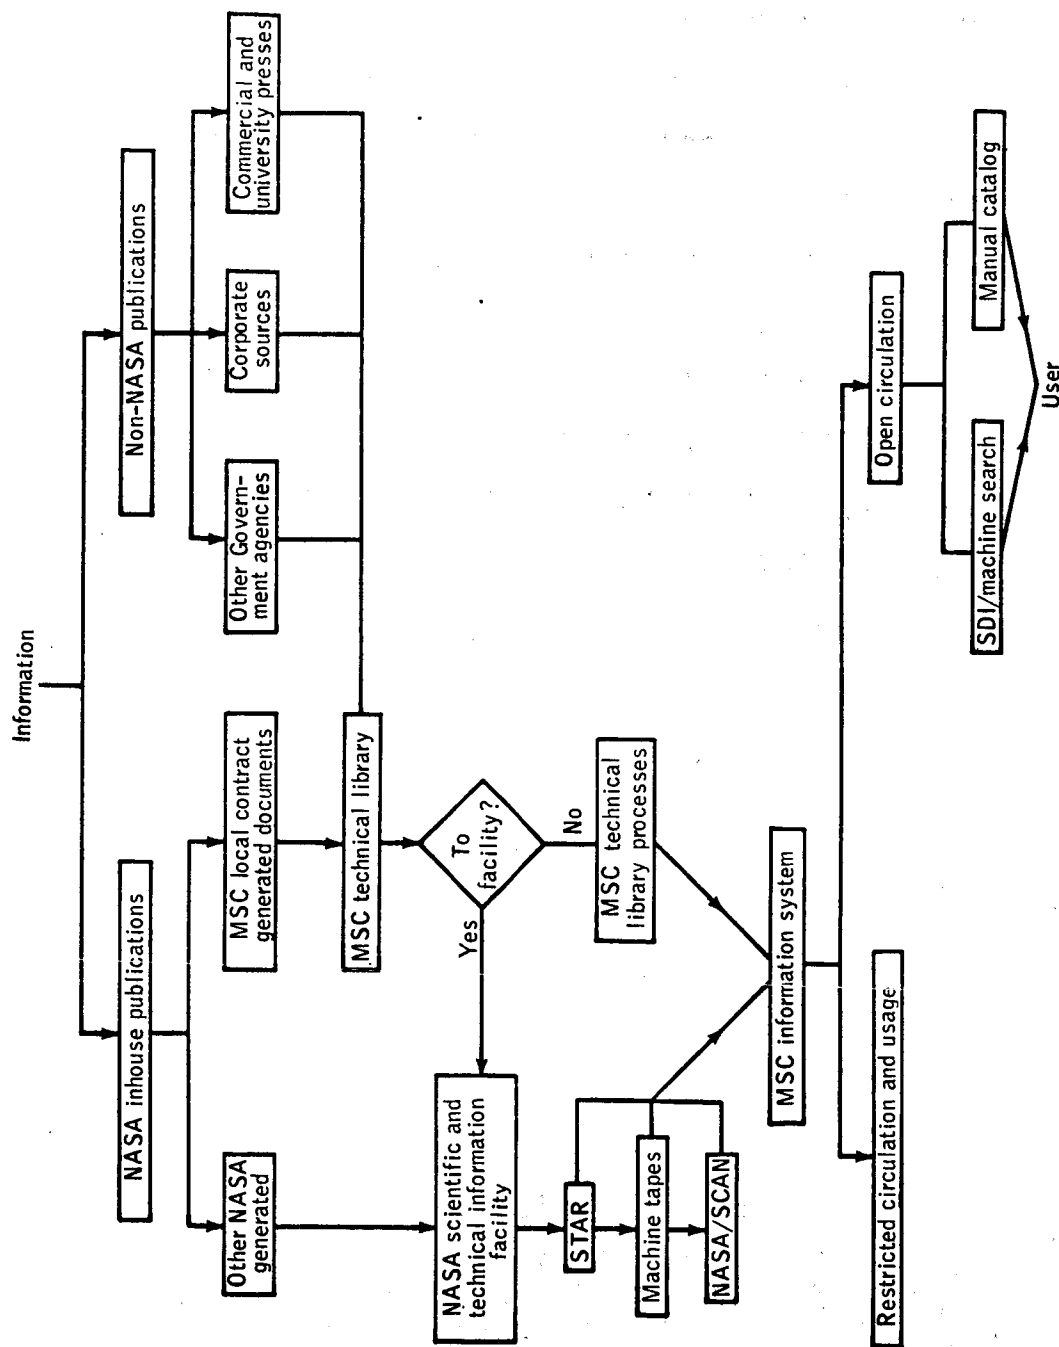 Information
NASA inhouse publications
Non-NASA publications
Other NASA
generated
MSC local contract
generated documents
Other Govern-
ment agencies
Corporate
sources
Commercial and
university presses
MSC technical library
To
facility?
Yes
No
NASA scientific and
technical information
facility
MSC technical
library processes
STAR
Machine tapes
NASA/SCAN
MSC information system
Restricted circulation and usage
Open circulation
SDI/machine search
Manual catalog
User